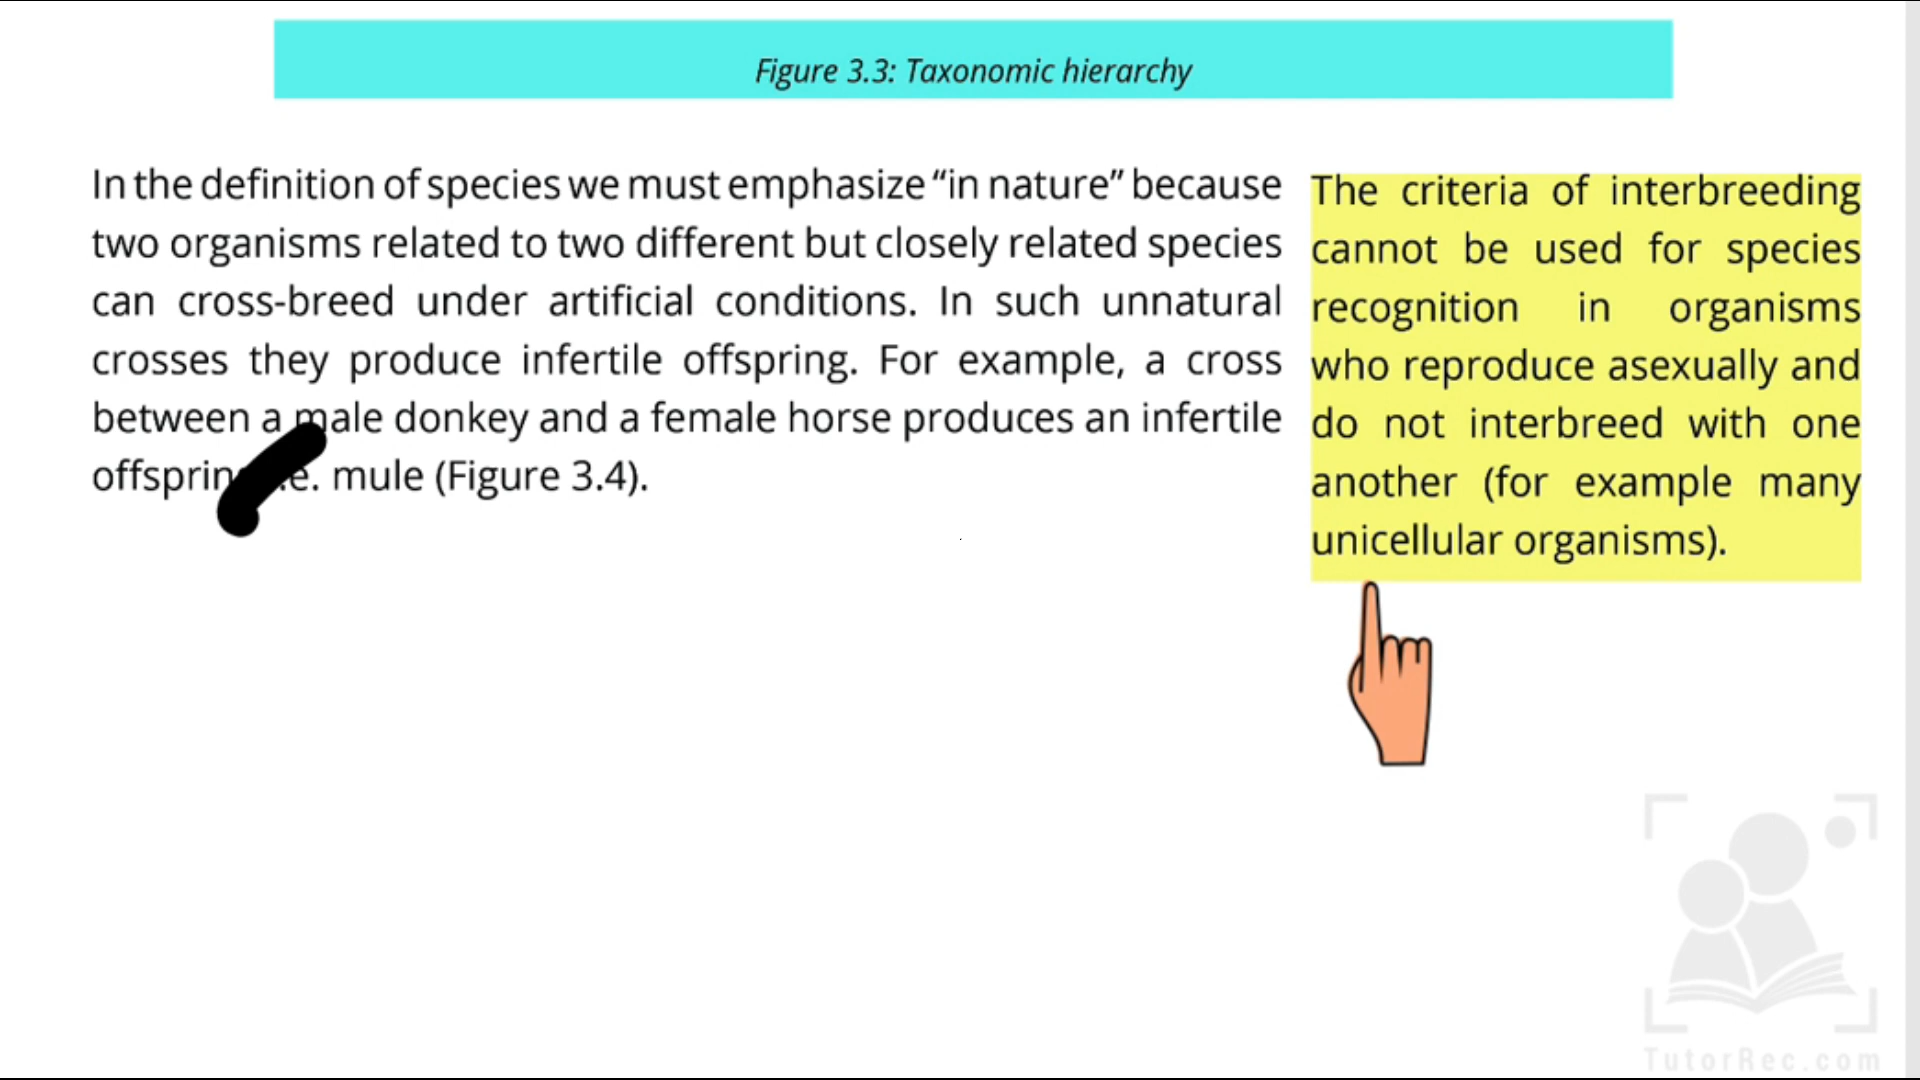 Figure 3.3: Taxonomic hierarchy
In the definition of species we must emphasize “in nature” because
two organisms related to two different but closely related species
can cross-breed under artificial conditions. In such unnatural
crosses they produce infertile offspring. For example, a cross
between a male donkey and a female horse produces an infertile
mule (Figure 3.4).
The criteria of interbreeding
cannot be used for species
recognition in organisms
who reproduce asexually and
do not interbreed with one
another (for example many
unicellular organisms).
TutorRec.com